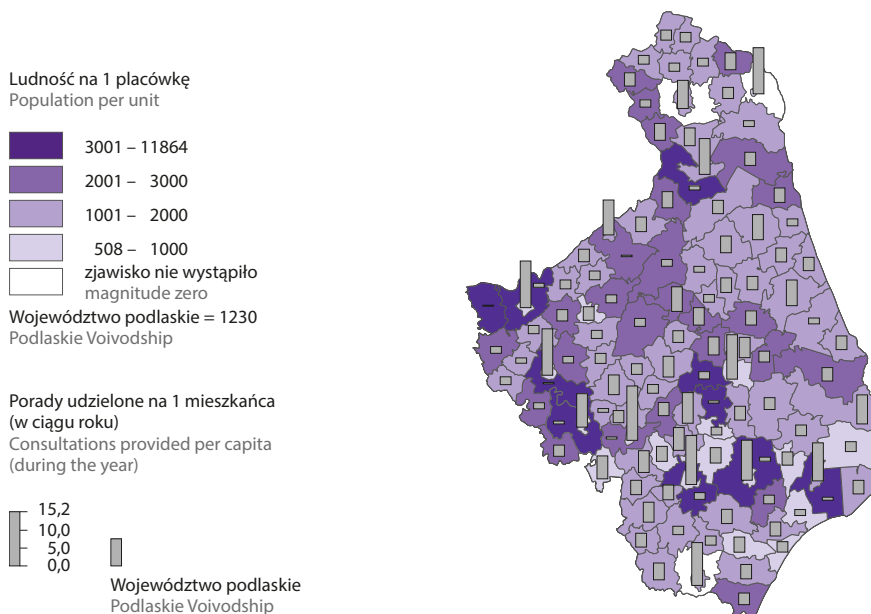 Ludność na 1 placówkę
Population per unit
3001 – 11864
2001 – 3000
1001 – 2000
508 – 1000
zjawisko nie wystąpiło
magnitude zero
Województwo podlaskie = 1230
Podlaskie Voivodship
Porady udzielone na 1 mieszkańca
(w ciągu roku)
Consultations provided per capita
(during the year)
15,2
10,0
5,0
0,0
Województwo podlaskie
Podlaskie Voivodship